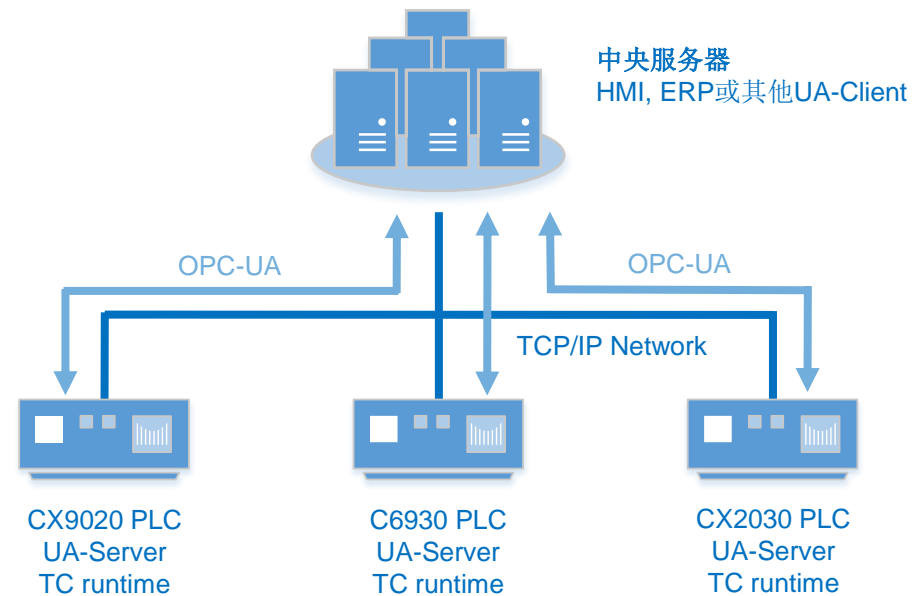 中央服务器
HMI, ERP或其他UA-Client
OPC-UA
OPC-UA
TCP/IP Network
CX9020 PLC
UA-Server
TC runtime
C6930 PLC
UA-Server
TC runtime
CX2030 PLC
UA-Server
TC runtime